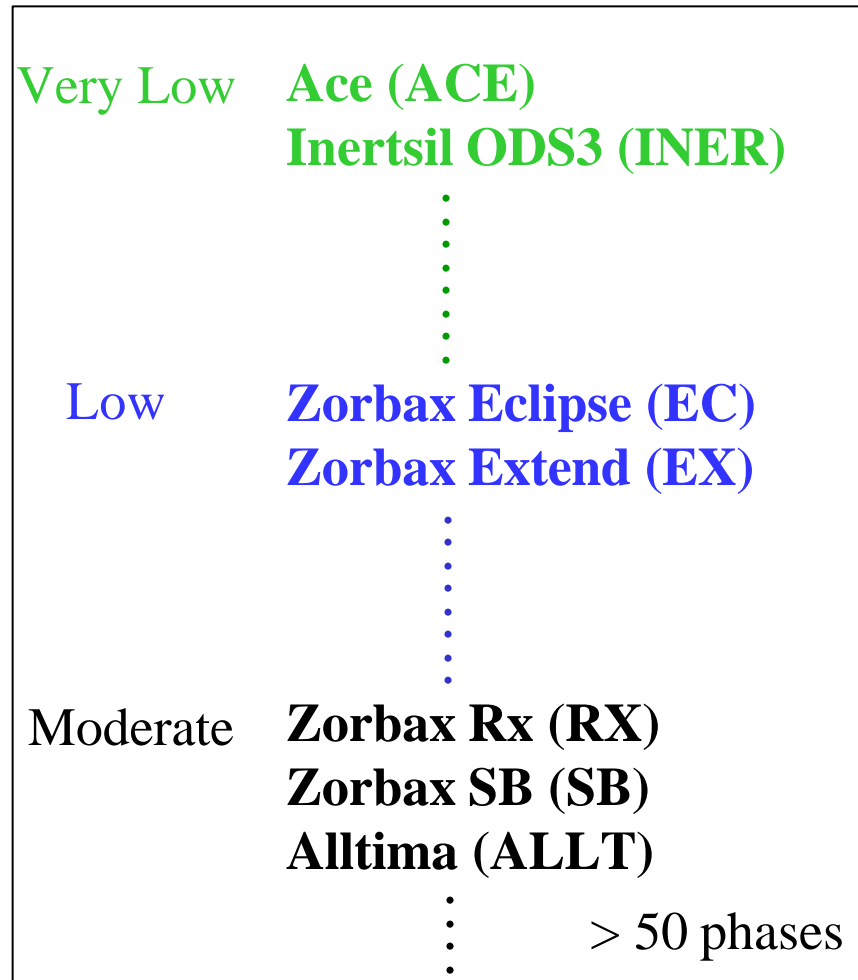 Very Low Ace (ACE)
Inertsil ODS3 (INER)
Low Zorbax Eclipse (EC)
Zorbax Extend (EX)
Moderate Zorbax Rx (RX)
Zorbax SB (SB)
Alltima (ALLT)
> 50 phases